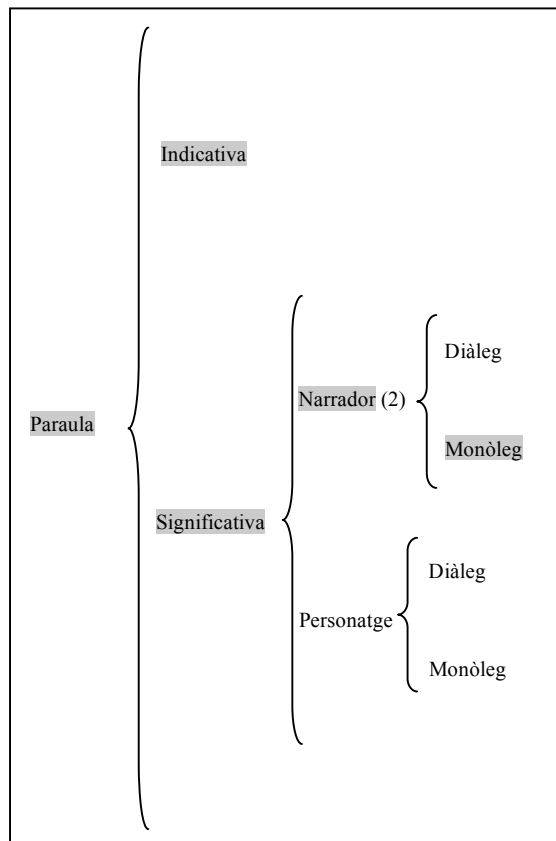 Indicativa
Diàleg
Narrador (2)
Paraula
Monòleg
Significativa
Diàleg
Personatge
Monòleg